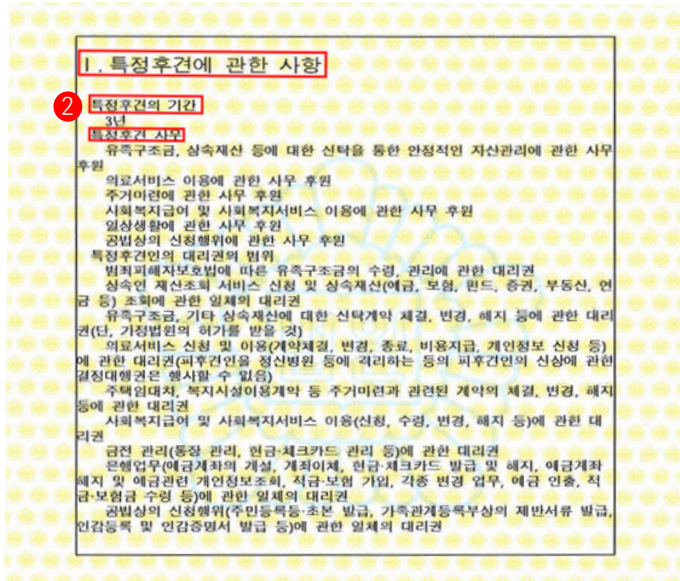 Ⅰ.특정후견에 관한 사항
2
특정후견의 기간
3년
특정후견 사무
유족구조금, 상속재산 등에 대한 신탁을 통한 안정적인 자산관리에 관한 사무
후원
의료서비스 이용에 관한 사무 후원
주거마련에 관한 사무 후원
사회복지급여 및 사회복지서비스 이용에 관한 사무 후원
일상생활에 관한 사무 후원
공법상의 신청행위에 관한 사무 후원
특정후견인의 대리권의 범위
범죄피해자보호법에 따른 유족구조금의 수령, 관리에 관한 대리권
상속인 재산조회 서비스 신청 및 상속재산(예금, 보험, 펀드, 증권, 부동산, 연
금 등) 조회에 관한 일체의 대리권
유족구조금, 기타 상속재산에 대한 신탁계약 체결, 변경, 해지 등에 관한 대리
권(단, 가정법원의 허가를 받을 것)
의료서비스 신청 및 이용(계약체결, 변경, 종료, 비용지급, 개인정보 신청 등)
에 관한 대리권(피후견인을 정신병원 등에 격리하는 등의 피후견인의 신상에 관한
결정대행권은 행사할 수 없음)
주택임대차, 복지시설이용계약 등 주거마련과 관련된 계약의 체결, 변경, 해지
등에 관한 대리권
사회복지급여 및 사회복지서비스 이용(신청, 수령, 변경, 해지 등)에 관한 대
리권
금전 관리(통장 관리, 현금·체크카드 관리 등)에 관한 대리권
은행업무(예금계좌의 개설, 계좌이체, 현금·체크카드 발급 및 해지, 예금계좌
해지 및 예금관련 개인정보조회, 적금·보험 가입, 각종 변경 업무, 예금 인출, 적
금·보험금 수령 등)에 관한 일체의 대리권
공법상의 신청행위(주민등록등·초본 발급, 가족관계등록부상의 제반서류 발급,
인감등록 및 인감증명서 발급 등)에 관한 일체의 대리권